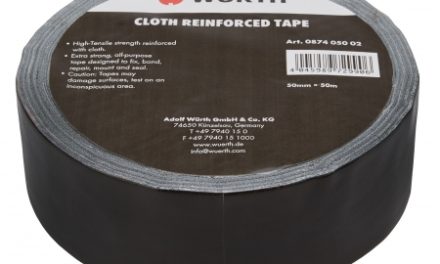 WÜRTH
CLOTH REINFORCED TAPE
• High-Tensile strength reinforced
with cloth.
• Extra strong, all-purpose
tape designed to fix, bond,
repair, mount and seal.
• Caution: Tapes may
damage surfaces, test on an
inconspicuous area.
Art. 0874 050 02
50mm × 50m
Adolf Würth GmbH & Co. KG
74650 Künzelsau, Germany
T +49 7940 15 0
F +49 7940 15 1000
info@wuerth.com
www.wuerth.de